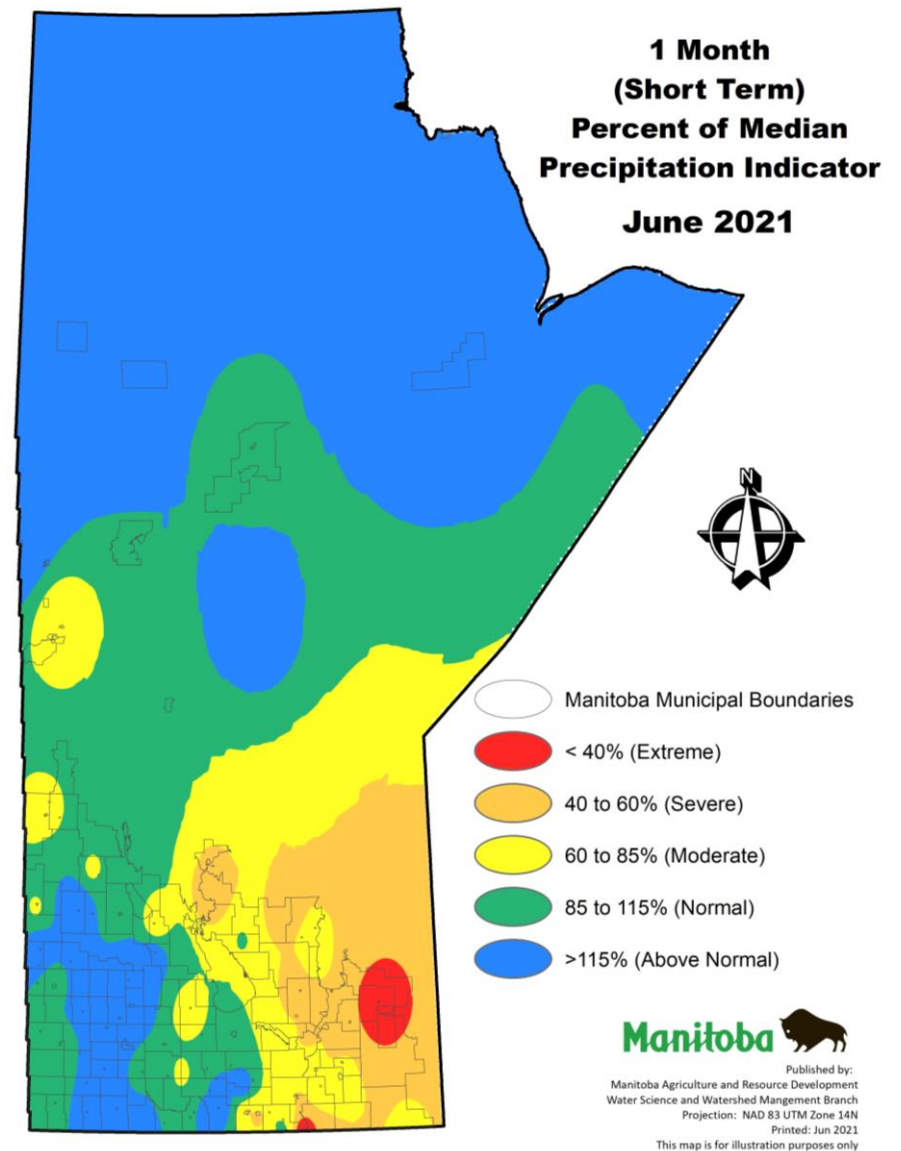 1 Month
(Short Term)
Percent of Median
Precipitation Indicator
June 2021
N
Manitoba Municipal Boundaries
< 40% (Extreme)
40 to 60% (Severe)
60 to 85% (Moderate)
85 to 115% (Normal)
>115% (Above Normal)
Manitoba
Published by:
Manitoba Agriculture and Resource Development
Water Science and Watershed Mangement Branch
Projection: NAD 83 UTM Zone 14N
Printed: Jun 2021
This map is for illustration purposes only